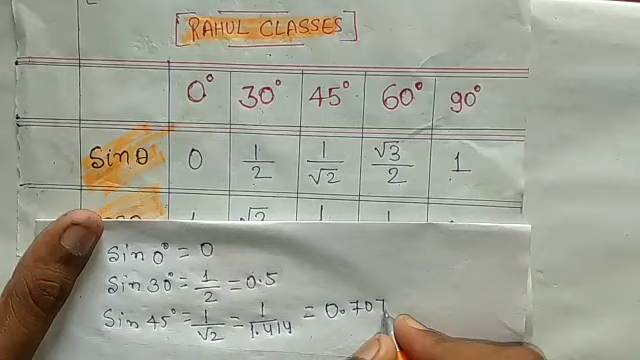 RAHUL CLASSES
0° 30° 45° 60° 90°
Sin θ 0 1/2 1/√2 √3/2 1
Sin 0° = 0
Sin 30° = 1/2 = 0.5
Sin 45° = 1/√2 = 1/1.414 = 0.707